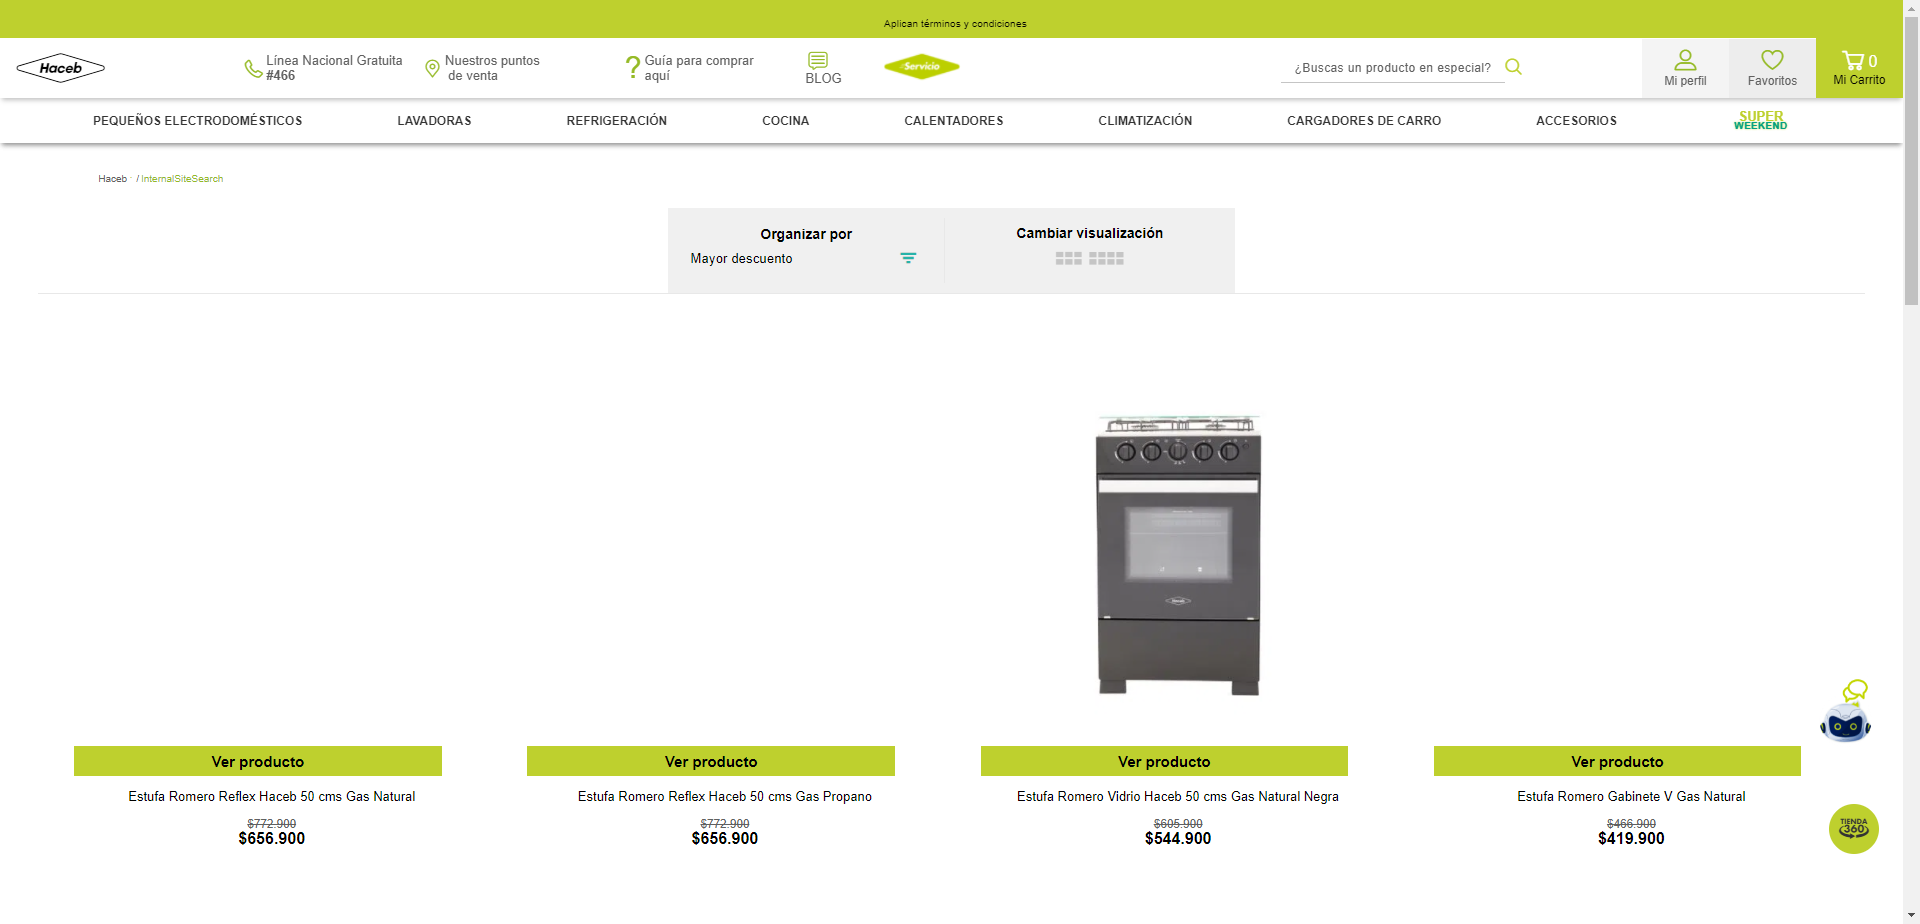 Aplican términos y condiciones
Haceb
Línea Nacional Gratuita
#466
Nuestros puntos
de venta
Guía para comprar
aquí
BLOG
Servicio
¿Buscas un producto en especial?
Mi perfil
Favoritos
0
Mi Carrito
PEQUEÑOS ELECTRODOMÉSTICOS
LAVADORAS
REFRIGERACIÓN
COCINA
CALENTADORES
CLIMATIZACIÓN
CARGADORES DE CARRO
ACCESORIOS
SUPER
WEEKEND
Haceb / InternalSiteSearch
Organizar por
Mayor descuento
Cambiar visualización
Haceb
Ver producto
Estufa Romero Reflex Haceb 50 cms Gas Natural
$772.900
$656.900
Ver producto
Estufa Romero Reflex Haceb 50 cms Gas Propano
$772.900
$656.900
Ver producto
Estufa Romero Vidrio Haceb 50 cms Gas Natural Negra
$605.900
$544.900
Ver producto
Estufa Romero Gabinete V Gas Natural
$466.900
$419.900
TIENDA
360